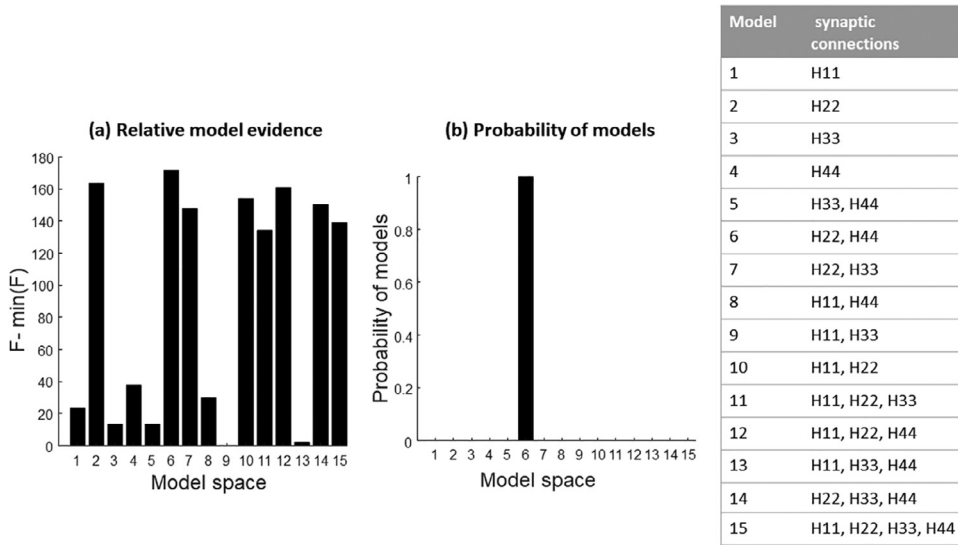 (a) Relative model evidence
180
160
140
120
100
80
60
40
20
0
F- min(F)
1 2 3 4 5 6 7 8 9 10 11 12 13 14 15
Model space
(b) Probability of models
1
0.8
0.6
0.4
0.2
0
Probability of models
1 2 3 4 5 6 7 8 9 10 11 12 13 14 15
Model space
Model synaptic
connections
1 H11
2 H22
3 H33
4 H44
5 H33, H44
6 H22, H44
7 H22, H33
8 H11, H44
9 H11, H33
10 H11, H22
11 H11, H22, H33
12 H11, H22, H44
13 H11, H33, H44
14 H22, H33, H44
15 H11, H22, H33, H44